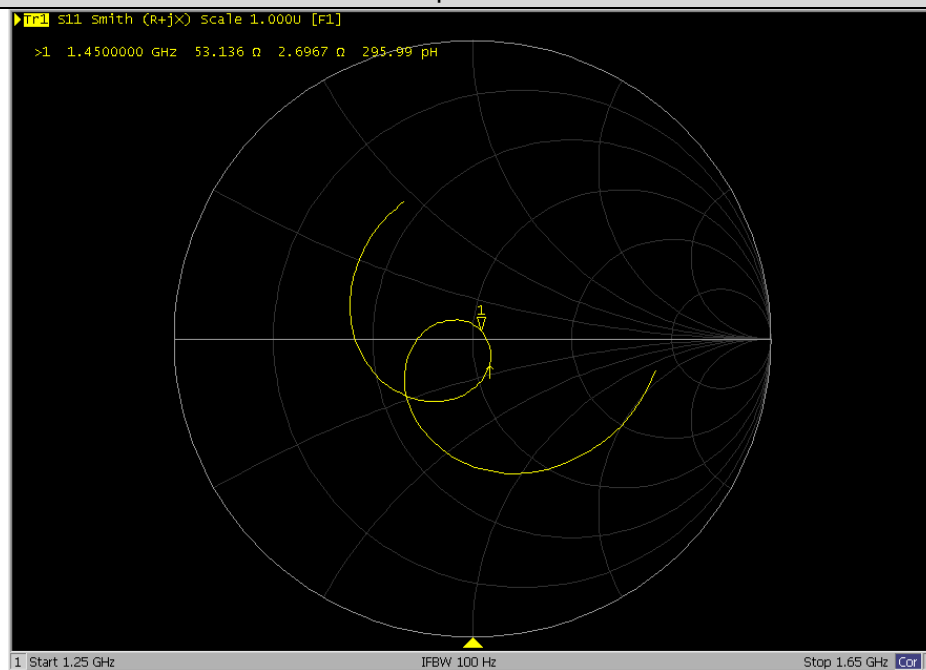 Tr1 S11 Smith (R+jX) Scale 1.000U [F1]
>1 1.4500000 GHz 53.136 Ω 2.6967 Ω 295.99 pH
1
1 Start 1.25 GHz IFBW 100 Hz Stop 1.65 GHz Cor